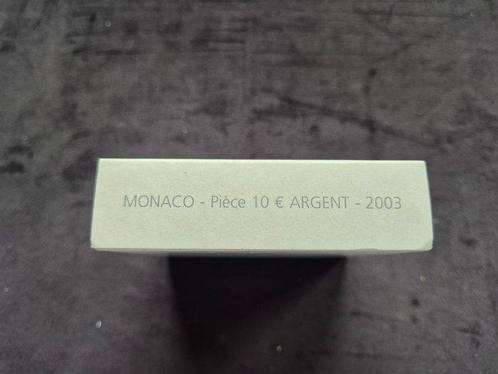 MONACO - Pièce 10 € ARGENT - 2003